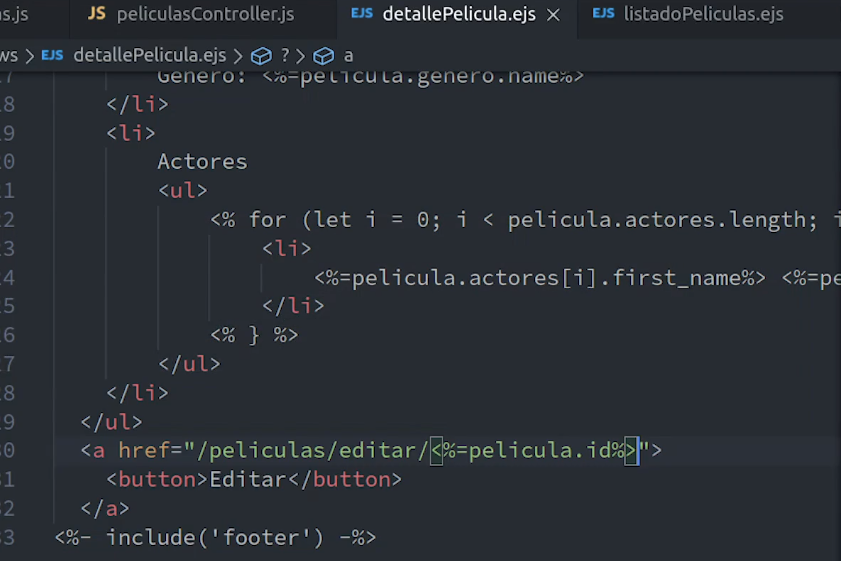 s.js JS peliculasController.js EJS detallePelicula.ejs × EJS listadoPeliculas.ejs
ws > EJS detallePelicula.ejs > ? > a
7 Genero: <%=pelicula.genero.name%>
8 </li>
9 <li>
0 Actores
1 <ul>
2 <% for (let i = 0; i < pelicula.actores.length; i
3 <li>
4 <%=pelicula.actores[i].first_name%> <%=pe
5 </li>
6 <% } %>
7 </ul>
8 </li>
9 </ul>
0 <a href="/peliculas/editar/<%=pelicula.id%>">
1 <button>Editar</button>
2 </a>
3 <%- include('footer') -%>